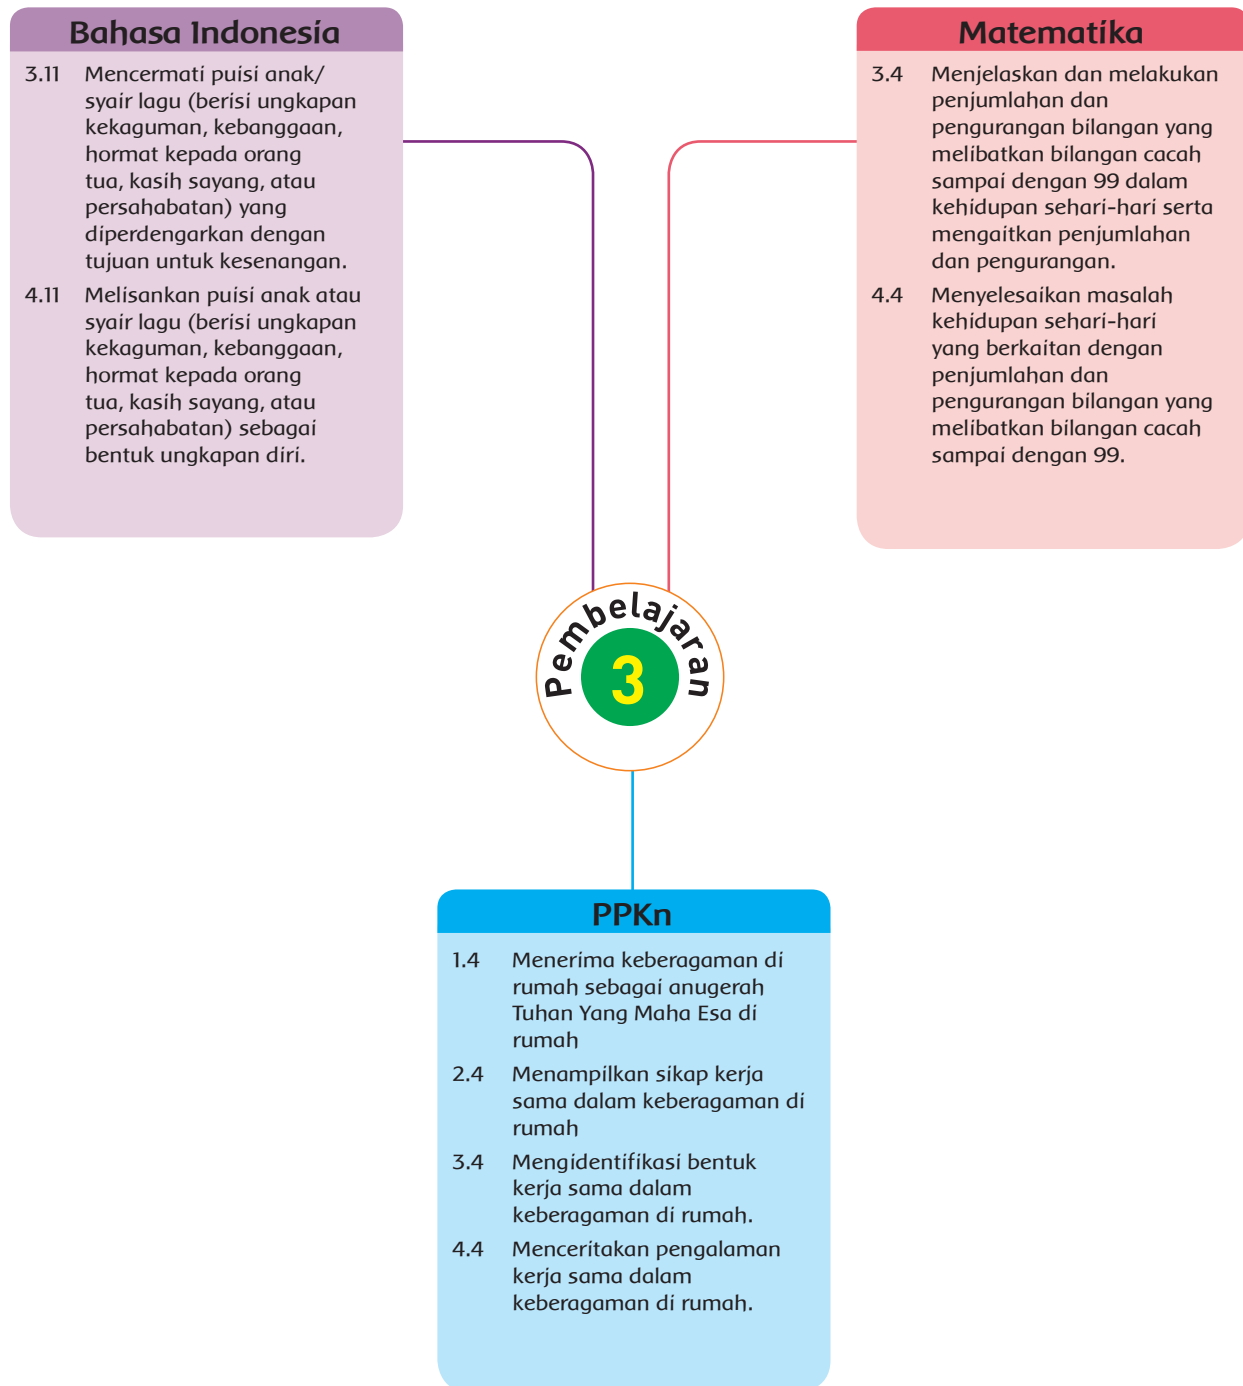 Bahasa Indonesia
3.11 Mencermati puisi anak/
syair lagu (berisi ungkapan
kekaguman, kebanggaan,
hormat kepada orang
tua, kasih sayang, atau
persahabatan) yang
diperdengarkan dengan
tujuan untuk kesenangan.
4.11 Melisankan puisi anak atau
syair lagu (berisi ungkapan
kekaguman, kebanggaan,
hormat kepada orang
tua, kasih sayang, atau
persahabatan) sebagai
bentuk ungkapan diri.
Matematika
3.4 Menjelaskan dan melakukan
penjumlahan dan
pengurangan bilangan yang
melibatkan bilangan cacah
sampai dengan 99 dalam
kehidupan sehari-hari serta
mengaitkan penjumlahan
dan pengurangan.
4.4 Menyelesaikan masalah
kehidupan sehari-hari
yang berkaitan dengan
penjumlahan dan
pengurangan bilangan yang
melibatkan bilangan cacah
sampai dengan 99.
Pembelajaran
3
PPKn
1.4 Menerima keberagaman di
rumah sebagai anugerah
Tuhan Yang Maha Esa di
rumah
2.4 Menampilkan sikap kerja
sama dalam keberagaman di
rumah
3.4 Mengidentifikasi bentuk
kerja sama dalam
keberagaman di rumah.
4.4 Menceritakan pengalaman
kerja sama dalam
keberagaman di rumah.